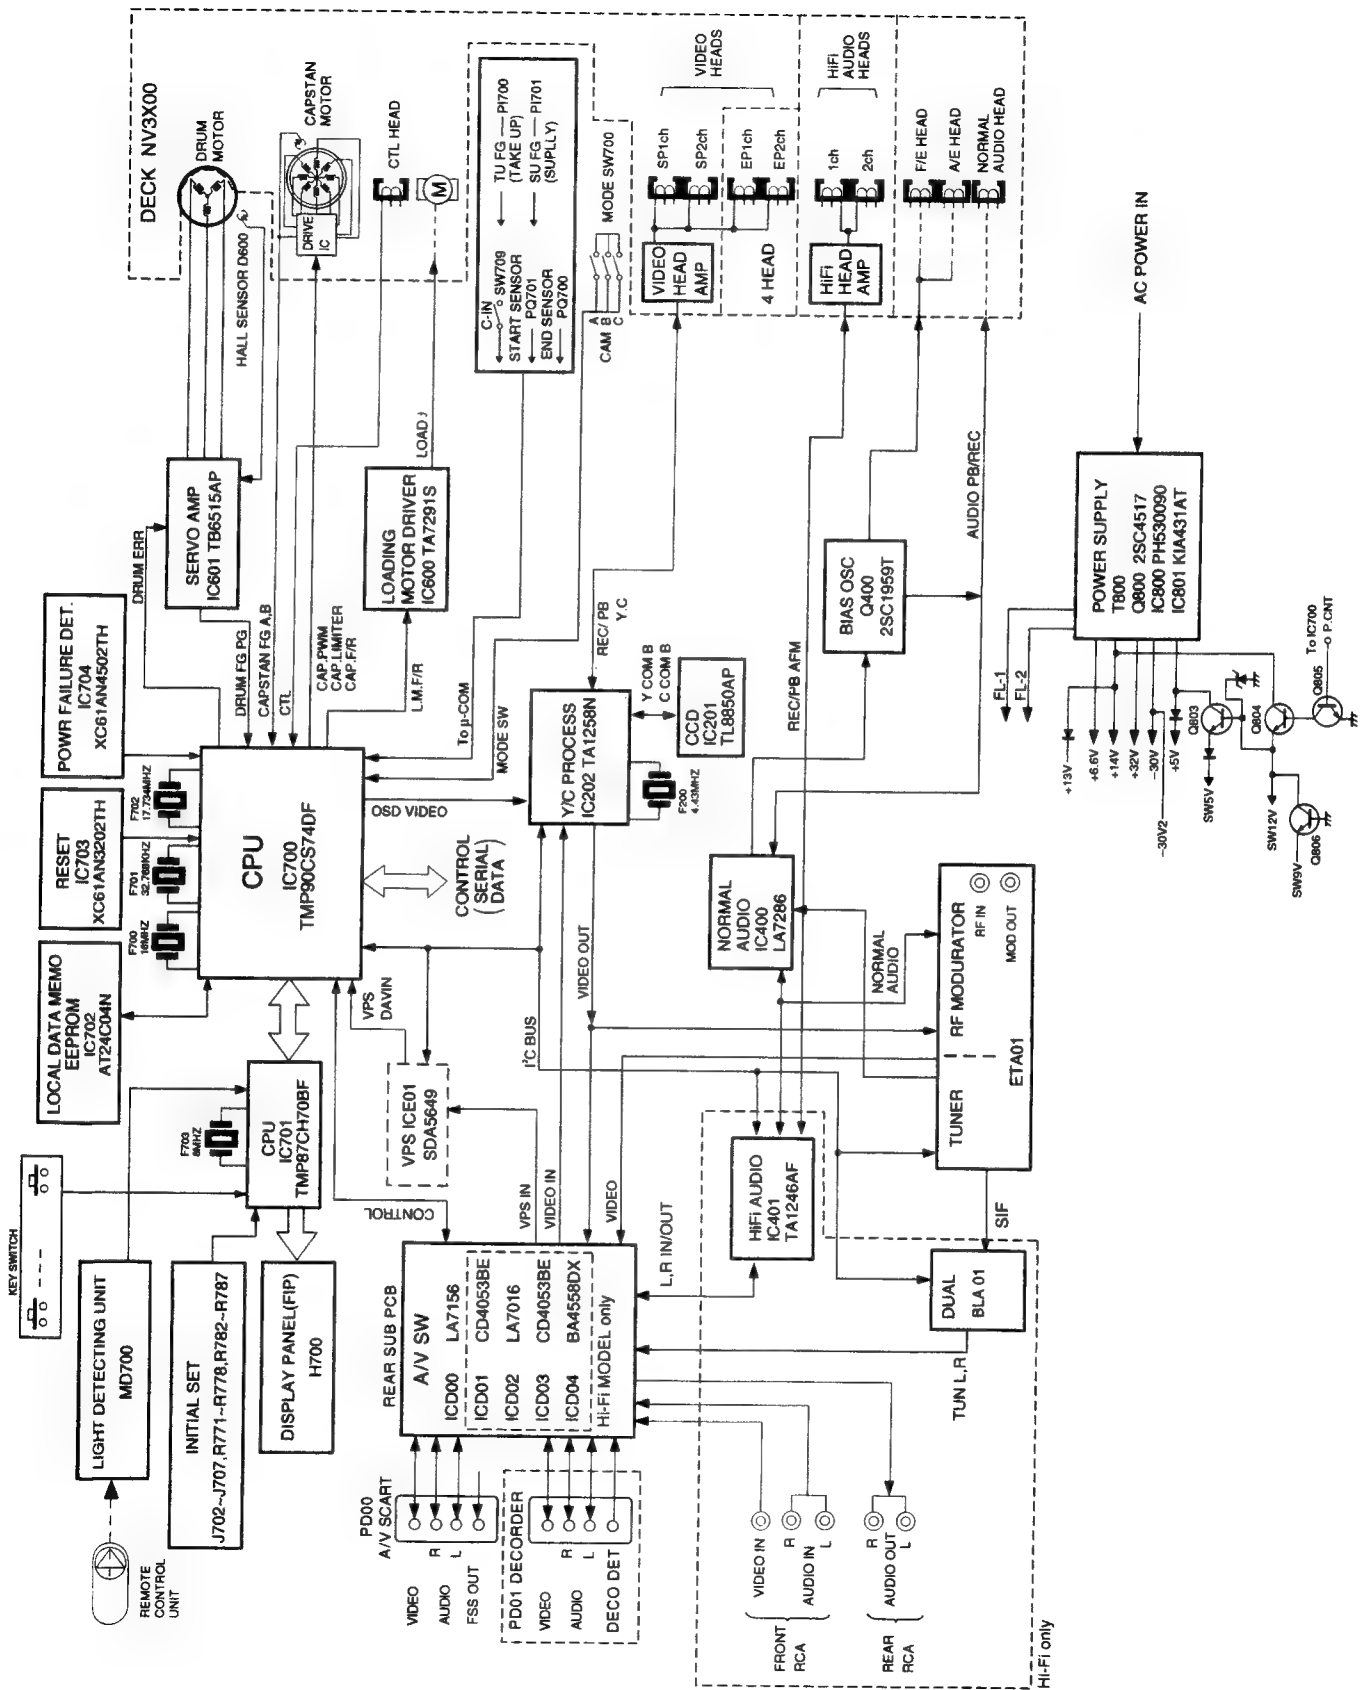 DECK NV3X00
DRUM
MOTOR
HALL SENSOR D600
CAPSTAN
MOTOR
DRIVE
IC
CTL HEAD
M
TU FG
(TAKE UP)
PI700
SU FG
(SUPLLY)
PI701
C-IN
SW709
START SENSOR
PQ701
END SENSOR
PQ700
MODE SW700
CAM
A
B
C
VIDEO
HEADS
SP1ch
SP2ch
EP1ch
EP2ch
VIDEO
HEAD
AMP
4 HEAD
HiFi
AUDIO
HEADS
1ch
2ch
HiFi
HEAD
AMP
F/E HEAD
A/E HEAD
NORMAL
AUDIO HEAD
SERVO AMP
IC601 TB6515AP
DRUM ERR
DRUM FG PG
CAPSTAN FG A,B
CTL
CAP.PWM
CAP.LIMITER
CAP.F/R
L.M.F/R
LOADING
MOTOR DRIVER
IC600 TA7291S
To µ-COM
MODE SW
REC/ PB
Y.C
Y COM B
C COM B
CCD
IC201
TL8850AP
Y/C PROCESS
IC202 TA1258N
F200
4.43MHZ
OSD VIDEO
REC/PB AFM
BIAS OSC
Q400
2SC1959T
AUDIO PB/REC
NORMAL
AUDIO
IC400
LA7286
AC POWER IN
POWER SUPPLY
T800
Q800 2SC4517
IC800 PH530090
IC801 KIA431AT
FL-1
FL-2
+13V
+6.6V
+14V
+32V
-30V
+5V
-30V2
SW5V
SW12V
SW9V
Q803
Q804
Q805
Q806
To IC700
P.CNT
POWR FAILURE DET.
IC704
XC61AN4502TH
RESET
IC703
XC61AN3202TH
LOCAL DATA MEMO
EEPROM
IC702
AT24C04N
F702
17.734MHZ
F701
32.768KHZ
F700
16MHZ
CPU
IC700
TMP90CS74DF
CONTROL
(SERIAL
DATA)
F703
8MHZ
CPU
IC701
TMP87CH70BF
KEY SWITCH
LIGHT DETECTING UNIT
MD700
REMOTE
CONTROL
UNIT
INITIAL SET
J702~J707,R771~R778,R782~R787
DISPLAY PANEL(FIP)
H700
VPS
DAVIN
VPS ICE01
SDA5649
CONTROL
VPS IN
VIDEO IN
VIDEO OUT
I²C BUS
VIDEO
REAR SUB PCB
A/V SW
ICD00 LA7156
ICD01 CD4053BE
ICD02 LA7016
ICD03 CD4053BE
ICD04 BA4558DX
Hi-Fi MODEL only
PD00
A/V SCART
VIDEO
AUDIO
R
L
FSS OUT
PD01 DECORDER
VIDEO
AUDIO
R
L
DECO DET
L,R IN/OUT
HiFi AUDIO
IC401
TA1246AF
NORMAL
AUDIO
TUNER
RF MODURATOR
ETA01
RF IN
MOD OUT
SIF
DUAL
BLA 01
TUN L,R
VIDEO IN
R
AUDIO IN
L
FRONT
RCA
R
AUDIO OUT
L
REAR
RCA
Hi-Fi only